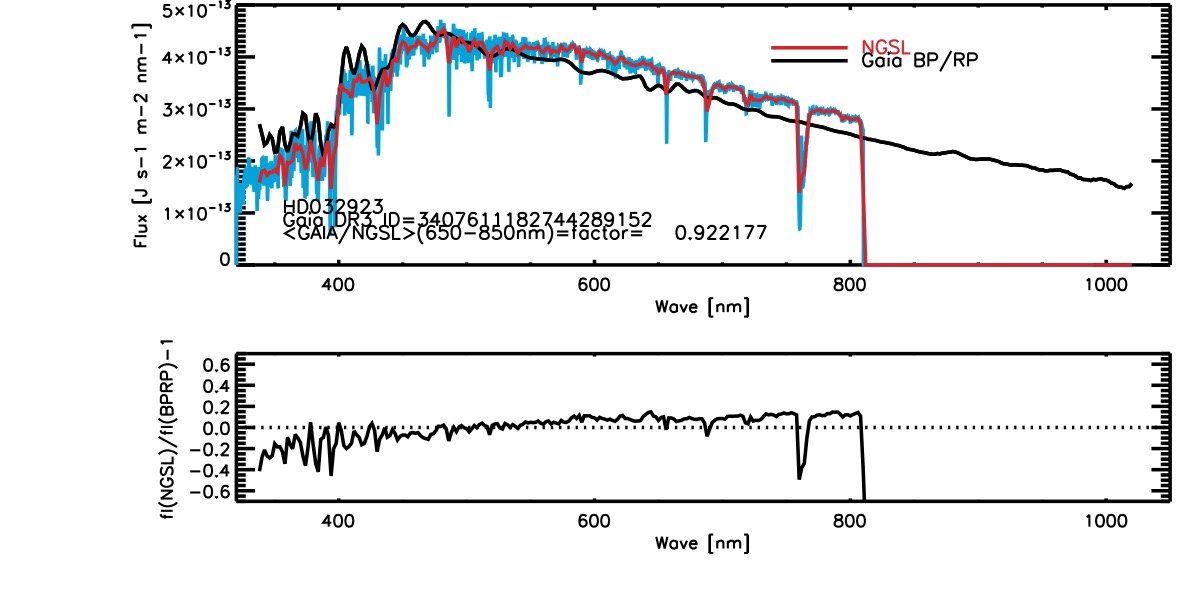 5×10⁻¹³
4×10⁻¹³
3×10⁻¹³
2×10⁻¹³
1×10⁻¹³
0
Flux [J s−1 m−2 nm−1]
NGSL
Gaia BP/RP
HD032923
Gaia DR3 ID=3407611182744289152
<GAIA/NGSL>(650−850nm)=factor= 0.922177
400 600 800 1000
Wave [nm]
0.6
0.4
0.2
0.0
−0.2
−0.4
−0.6
fl(NGSL)/fl(BPRP)−1
400 600 800 1000
Wave [nm]